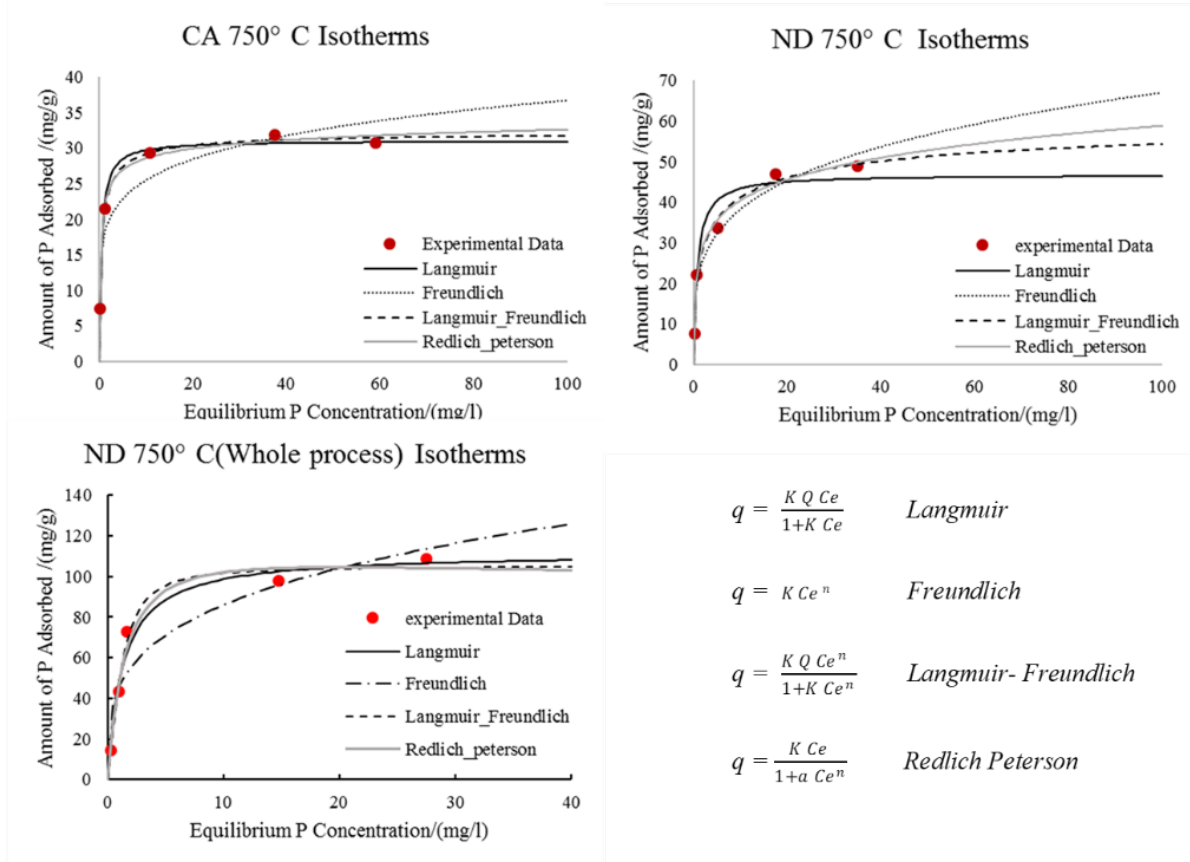 CA 750° C Isotherms
Amount of P Adsorbed /(mg/g)
40
35
30
25
20
15
10
5
0
Experimental Data
Langmuir
Freundlich
Langmuir_Freundlich
Redlich_peterson
0 20 40 60 80 100
Equilibrium P Concentration/(mg/l)
ND 750° C Isotherms
Amount of P Adsorbed /(mg/g)
70
60
50
40
30
20
10
0
experimental Data
Langmuir
Freundlich
Langmuir_Freundlich
Redlich_peterson
0 20 40 60 80 100
Equilibrium P Concentration/(mg/l)
ND 750° C(Whole process) Isotherms
Amount of P Adsorbed /(mg/g)
140
120
100
80
60
40
20
0
experimental Data
Langmuir
Freundlich
Langmuir_Freundlich
Redlich_peterson
0 10 20 30 40
Equilibrium P Concentration/(mg/l)
q = K Q Ce / 1+K Ce Langmuir
q = K Ce^n Freundlich
q = K Q Ce^n / 1+K Ce^n Langmuir- Freundlich
q = K Ce / 1+a Ce^n Redlich Peterson